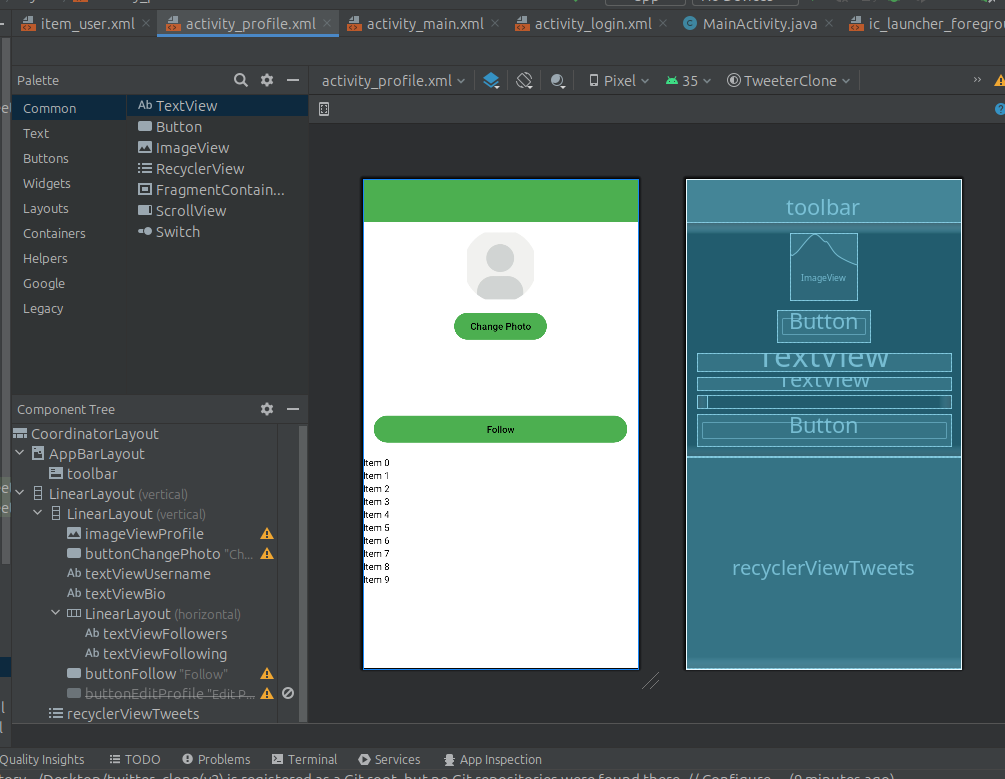 item_user.xml activity_profile.xml activity_main.xml activity_login.xml MainActivity.java ic_launcher_foregrou
Palette activity_profile.xml Pixel 35 TweeterClone
Common Ab TextView
Text Button
Buttons ImageView
Widgets RecyclerView
Layouts FragmentContain...
Containers ScrollView
Helpers Switch
Google
Legacy
Change Photo
Follow
Item 0
Item 1
Item 2
Item 3
Item 4
Item 5
Item 6
Item 7
Item 8
Item 9
toolbar
ImageView
Button
TextView
TextView
Button
recyclerViewTweets
Component Tree
CoordinatorLayout
AppBarLayout
toolbar
LinearLayout (vertical)
LinearLayout (vertical)
imageViewProfile
buttonChangePhoto "Ch...
Ab textViewUsername
Ab textViewBio
LinearLayout (horizontal)
Ab textViewFollowers
Ab textViewFollowing
buttonFollow "Follow"
buttonEditProfile "Edit P...
recyclerViewTweets
Quality Insights TODO Problems Terminal Services App Inspection